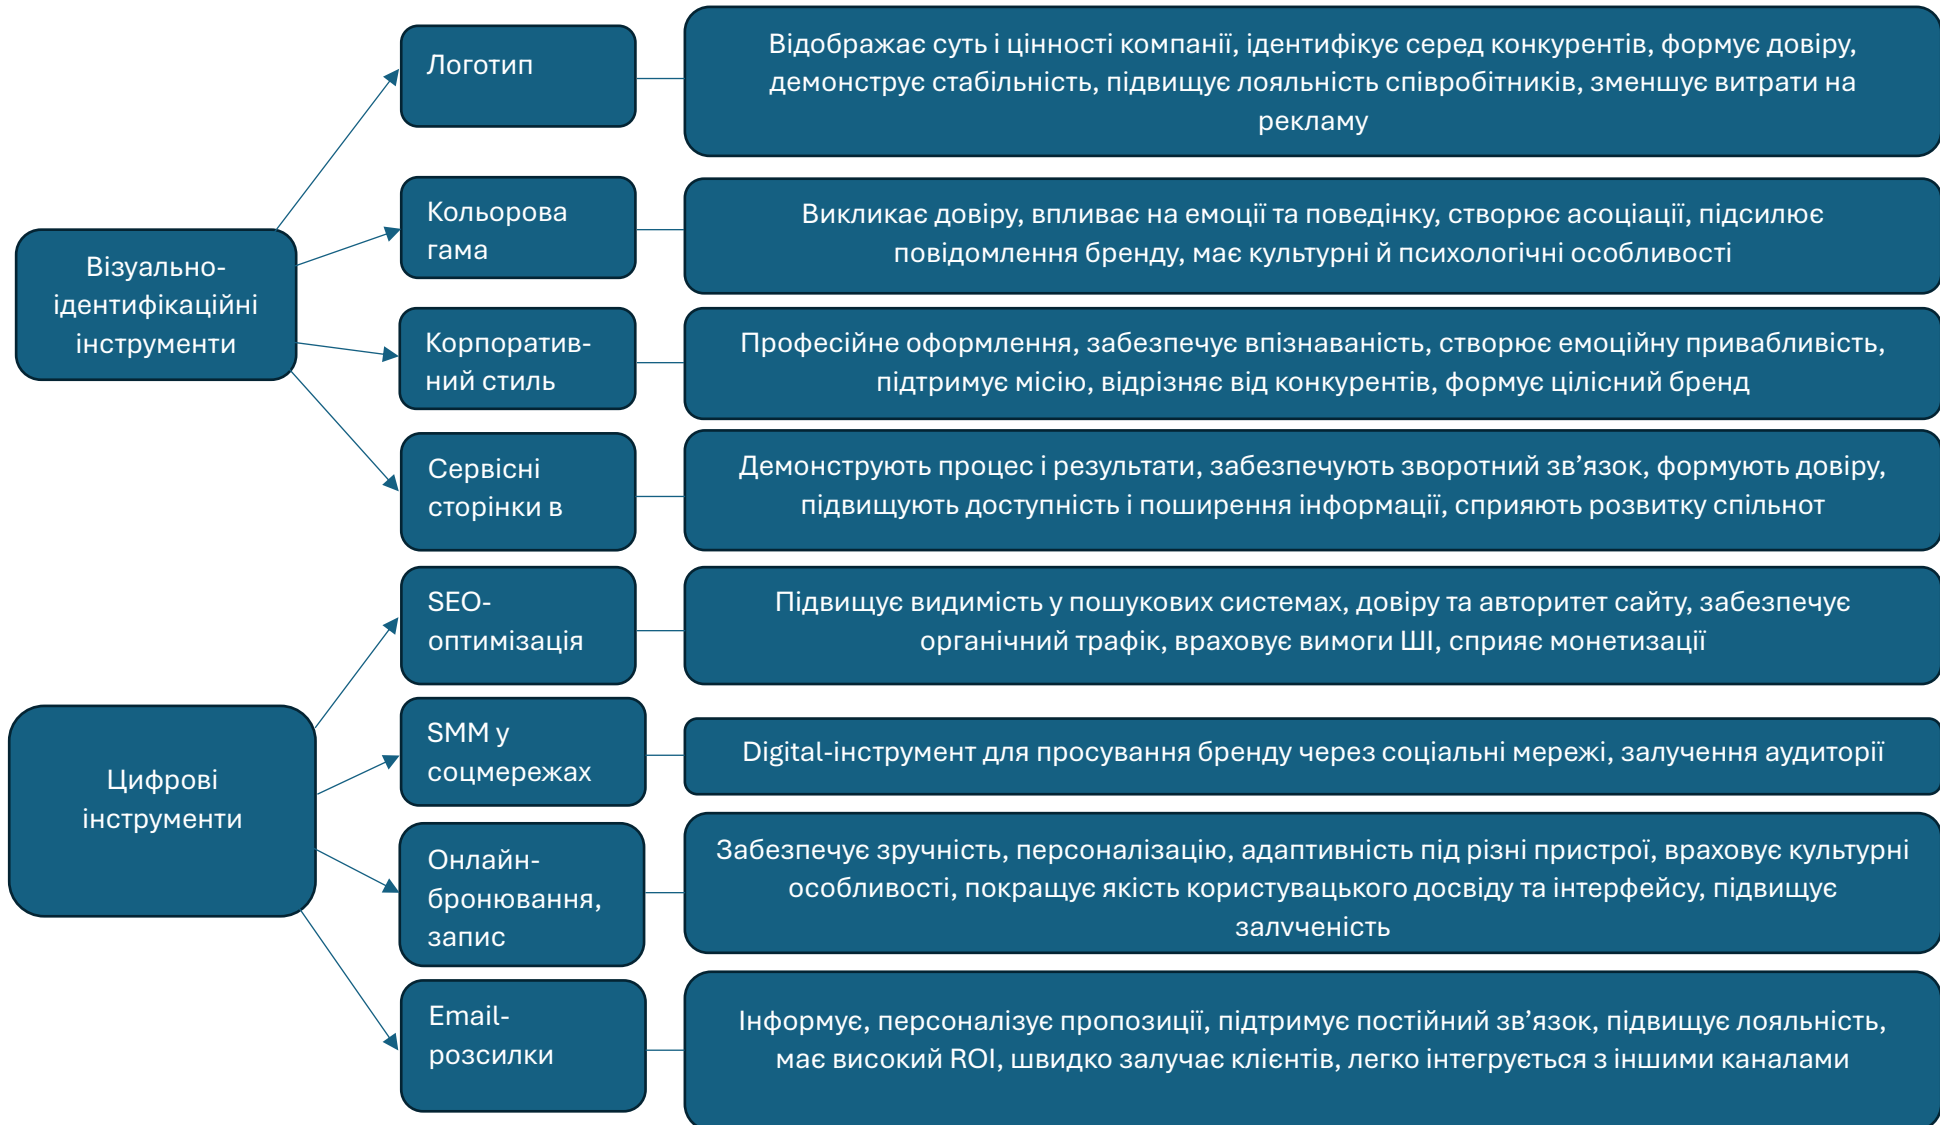 Логотип
Відображає суть і цінності компанії, ідентифікує серед конкурентів, формує довіру,
демонструє стабільність, підвищує лояльність співробітників, зменшує витрати на
рекламу
Візуально-
ідентифікаційні
інструменти
Кольорова
гама
Викликає довіру, впливає на емоції та поведінку, створює асоціації, підсилює
повідомлення бренду, має культурні й психологічні особливості
Корпоратив-
ний стиль
Професійне оформлення, забезпечує впізнаваність, створює емоційну привабливість,
підтримує місію, відрізняє від конкурентів, формує цілісний бренд
Сервісні
сторінки в
Демонструють процес і результати, забезпечують зворотний зв’язок, формують довіру,
підвищують доступність і поширення інформації, сприяють розвитку спільнот
Цифрові
інструменти
SEO-
оптимізація
Підвищує видимість у пошукових системах, довіру та авторитет сайту, забезпечує
органічний трафік, враховує вимоги ШІ, сприяє монетизації
SMM у
соцмережах
Digital-інструмент для просування бренду через соціальні мережі, залучення аудиторії
Онлайн-
бронювання,
запис
Забезпечує зручність, персоналізацію, адаптивність під різні пристрої, враховує культурні
особливості, покращує якість користувацького досвіду та інтерфейсу, підвищує
залученість
Email-
розсилки
Інформує, персоналізує пропозиції, підтримує постійний зв’язок, підвищує лояльність,
має високий ROI, швидко залучає клієнтів, легко інтегрується з іншими каналами